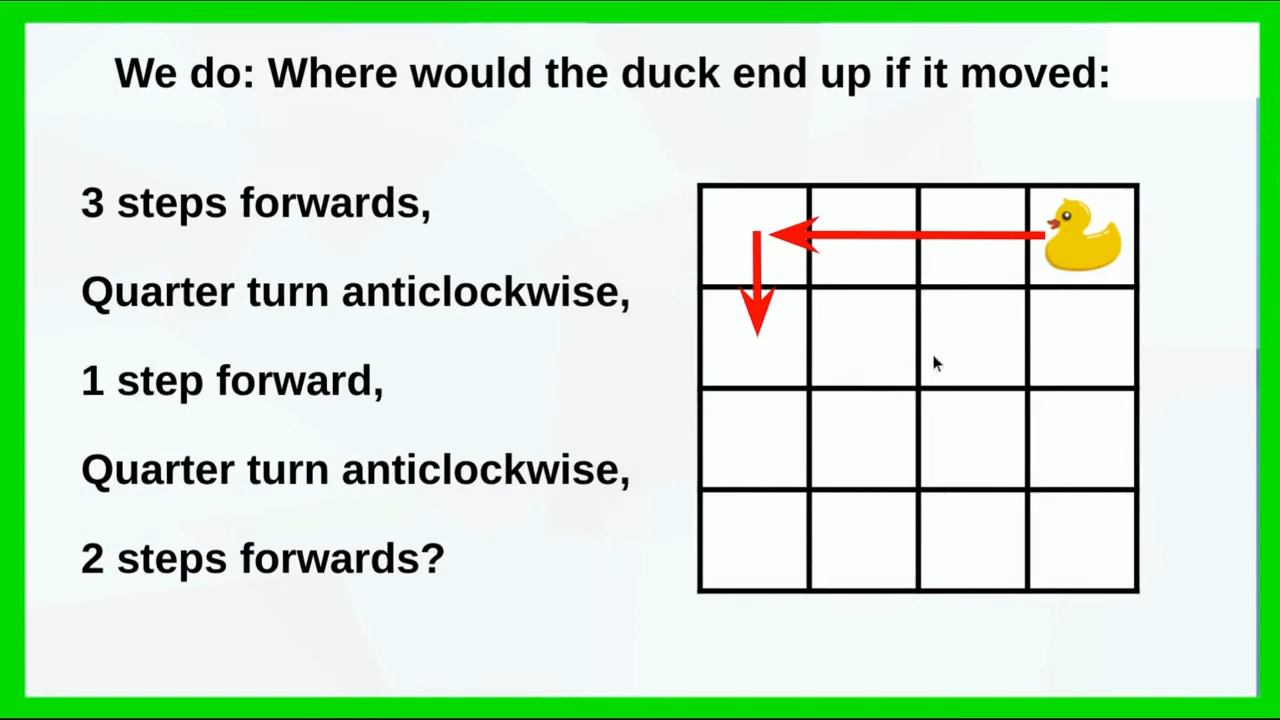 We do: Where would the duck end up if it moved:
3 steps forwards,
Quarter turn anticlockwise,
1 step forward,
Quarter turn anticlockwise,
2 steps forwards?